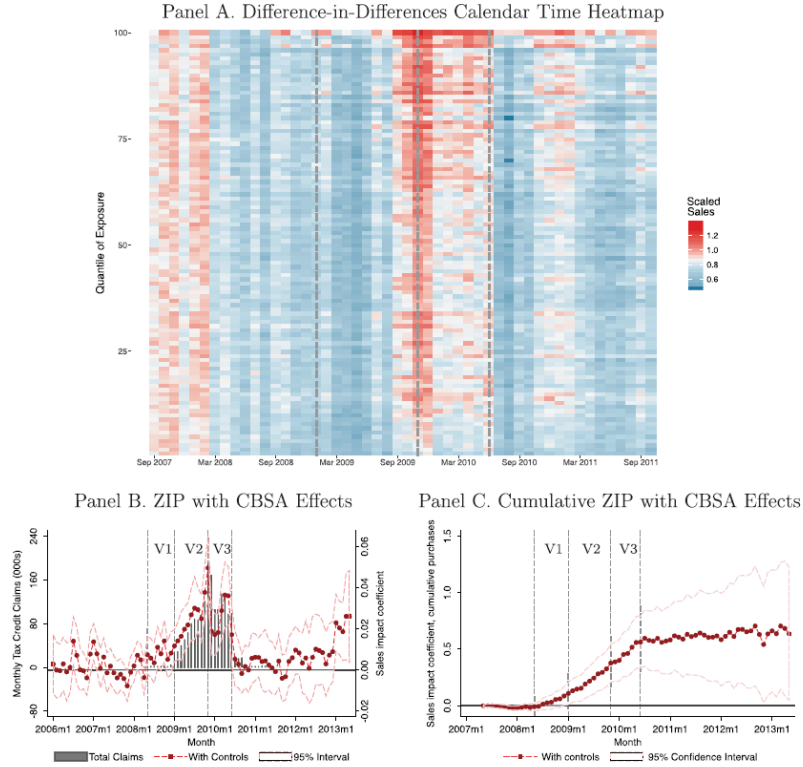 Panel A. Difference-in-Differences Calendar Time Heatmap
100-
75-
50-
25-
Quantile of Exposure
Scaled
Sales
1.2
1.0
0.8
0.6
Sep 2007 Mar 2008 Sep 2008 Mar 2009 Sep 2009 Mar 2010 Sep 2010 Mar 2011 Sep 2011
Panel B. ZIP with CBSA Effects
Monthly Tax Credit Claims (000s)
240
160
80
0
-80
V1 V2 V3
0.06
0.04
0.02
0.00
-0.02
Sales impact coefficient
2006m1 2007m1 2008m1 2009m1 2010m1 2011m1 2012m1 2013m1
Month
Total Claims With Controls 95% Interval
Panel C. Cumulative ZIP with CBSA Effects
Sales impact coefficient, cumulative purchases
1.5
1.0
0.5
0.0
V1 V2 V3
2007m1 2008m1 2009m1 2010m1 2011m1 2012m1 2013m1
Month
With controls 95% Confidence Interval